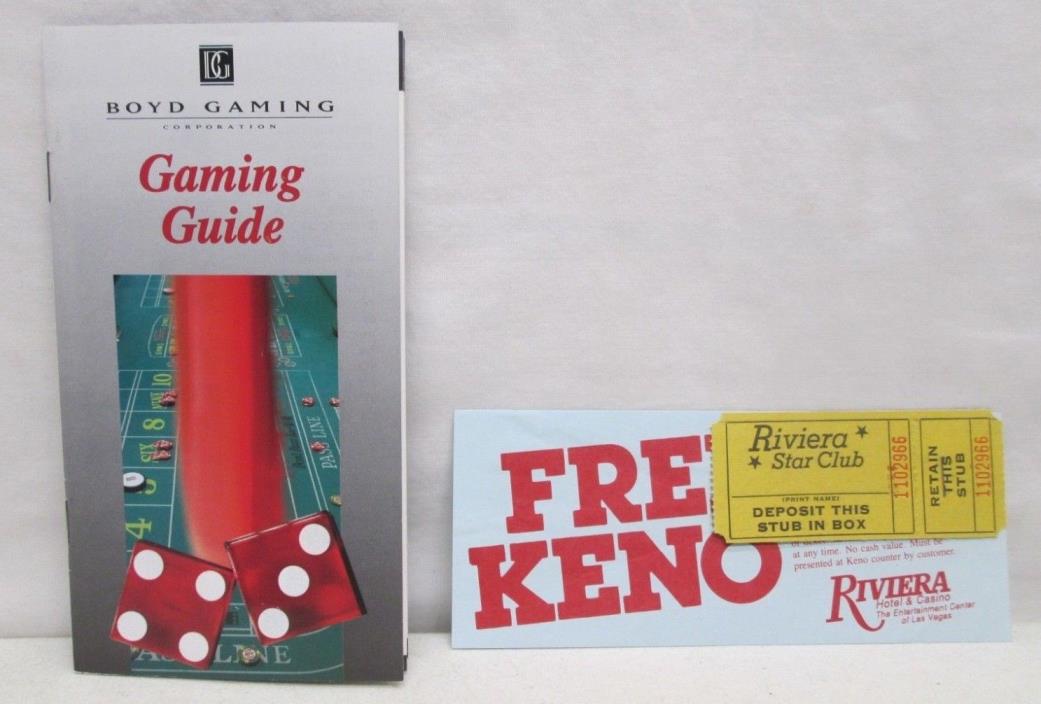 BG
BOYD GAMING
CORPORATION
Gaming
Guide
10
8
SIX
4
PASS LINE
LINE
FRE
KENO
at any time. No cash value. Must be
presented at Keno counter by customer.
RIVIERA
Hotel & Casino
The Entertainment Center
of Las Vegas
Riviera
Star Club
(PRINT NAME)
DEPOSIT THIS
STUB IN BOX
1102966
RETAIN
THIS
STUB
1102966